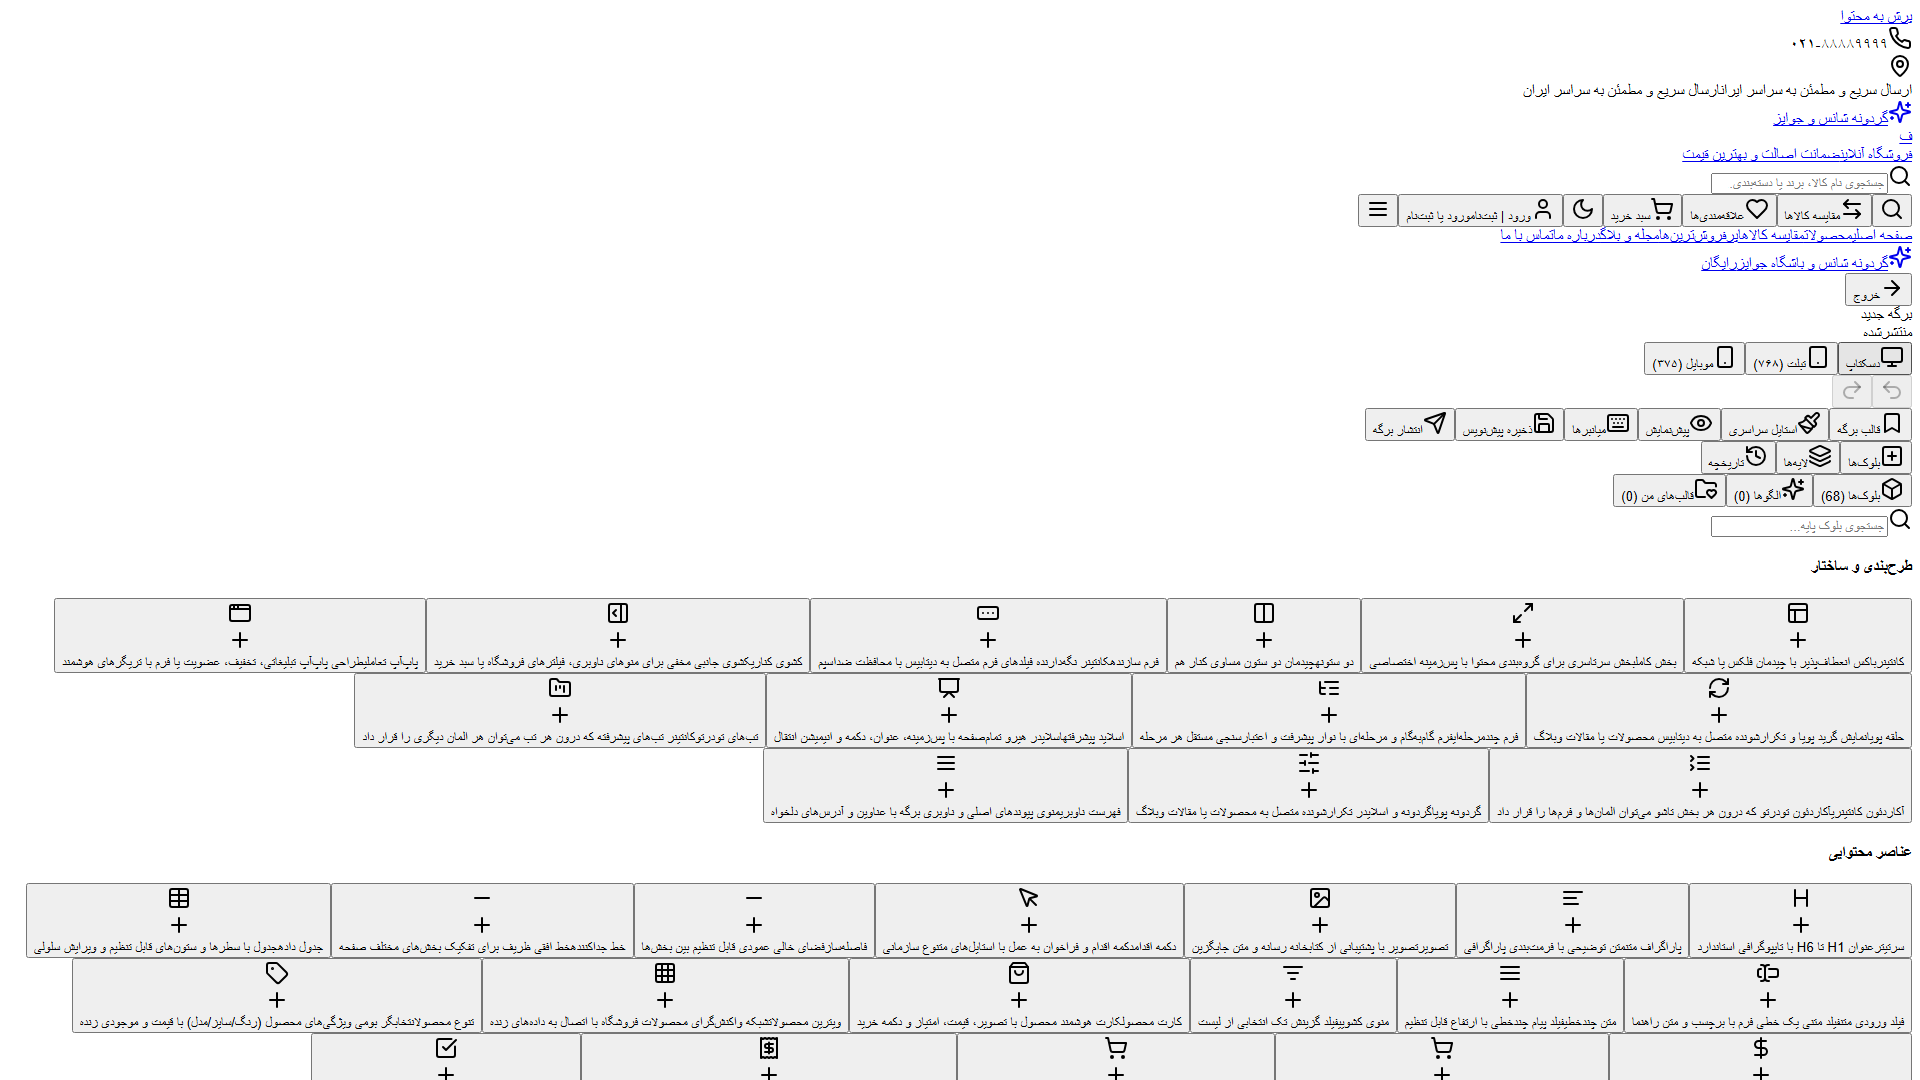 پرش به محتوا
۰۲۱-۸۸۸۸۹۹۹۹
ارسال سریع و مطمئن به سراسر ایرانارسال سریع و مطمئن به سراسر ایران
گردونه شانس و جوایز
ف
فروشگاه آنلاینضمانت اصالت و بهترین قیمت
جستجوی نام کالا، برند یا دسته‌بندی.
مقایسه کالاها علاقه‌مندی‌ها سبد خرید ورود | ثبت‌نامورود یا ثبت‌نام
صفحه اصلیمحصولاتمقایسه کالاهاپرفروش‌ترین‌هامجله و بلاگدرباره ماتماس با ما
گردونه شانس و باشگاه جوایزرایگان
خروج
برگه جدید
منتشرشده
دسکتاپ تبلت (۷۶۸) موبایل (۳۷۵)
قالب برگه استایل سراسری پیش‌نمایش میانبرها ذخیره پیش‌نویس انتشار برگه
بلوک‌ها لایه‌ها تاریخچه
بلوک‌ها (68) الگوها (0) قالب‌های من (0)
جستجوی بلوک پایه...
طرح‌بندی و ساختار
کانتینرباکس انعطاف‌پذیر با چیدمان فلکس یا شبکه بخش کاملبخش سرتاسری برای گروه‌بندی محتوا با پس‌زمینه اختصاصی دو ستونهچیدمان دو ستون مساوی کنار هم فرم سازندهکانتینر نگه‌دارنده فیلدهای فرم متصل به دیتابیس با محافظت ضداسپم کشوی کناریکشوی جانبی مخفی برای منوهای ناوبری، فیلترهای فروشگاه یا سبد خرید پاپ‌آپ تعاملیطراحی پاپ‌آپ تبلیغاتی، تخفیف، عضویت یا فرم با تریگرهای هوشمند
حلقه پویانمایش گرید پویا و تکرارشونده متصل به دیتابیس محصولات یا مقالات وبلاگ فرم چندمرحله‌ایفرم گام‌به‌گام و مرحله‌ای با نوار پیشرفت و اعتبارسنجی مستقل هر مرحله اسلاید پیشرفتهاسلایدر هیرو تمام‌صفحه با پس‌زمینه، عنوان، دکمه و انیمیشن انتقال تب‌های تودرتوکانتینر تب‌های پیشرفته که درون هر تب می‌توان هر المان دیگری را قرار داد
آکاردئون کانتینریآکاردئون تودرتو که درون هر بخش تاشو می‌توان المان‌ها و فرم‌ها را قرار داد گردونه پویاگردونه و اسلایدر تکرارشونده متصل به محصولات یا مقالات وبلاگ فهرست ناوبریمنوی پیوندهای اصلی و ناوبری برگه با عناوین و آدرس‌های دلخواه
عناصر محتوایی
سرتیترعنوان H1 تا H6 با تایپوگرافی استاندارد پاراگراف متنمتن توضیحی با فرمت‌بندی پاراگرافی تصویرتصویر با پشتیبانی از کتابخانه رسانه و متن جایگزین دکمه اقدامدکمه اقدام و فراخوان به عمل با استایل‌های متنوع سازمانی فاصله‌سازفضای خالی عمودی قابل تنظیم بین بخش‌ها خط جداکنندهخط افقی ظریف برای تفکیک بخش‌های مختلف صفحه جدول دادهجدول با سطرها و ستون‌های قابل تنظیم و ویرایش سلولی
فیلد ورودی متنفیلد متنی یک خطی فرم با برچسب و متن راهنما متن چندخطیفیلد پیام چندخطی با ارتفاع قابل تنظیم منوی کشوییفیلد گزینش تک انتخابی از لیست کارت محصولکارت هوشمند محصول با تصویر، قیمت، امتیاز و دکمه خرید ویترین محصولاتشبکه واکنش‌گرای محصولات فروشگاه با اتصال به داده‌های زنده تنوع محصولانتخابگر بومی ویژگی‌های محصول (رنگ/سایز/مدل) با قیمت و موجودی زنده